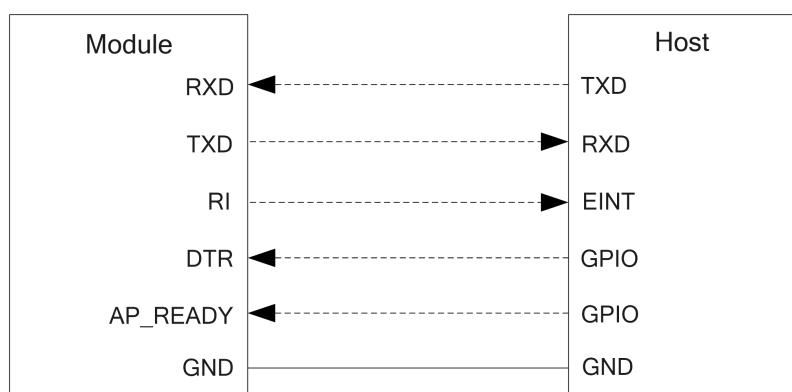 Module Host
RXD TXD
TXD RXD
RI EINT
DTR GPIO
AP_READY GPIO
GND GND